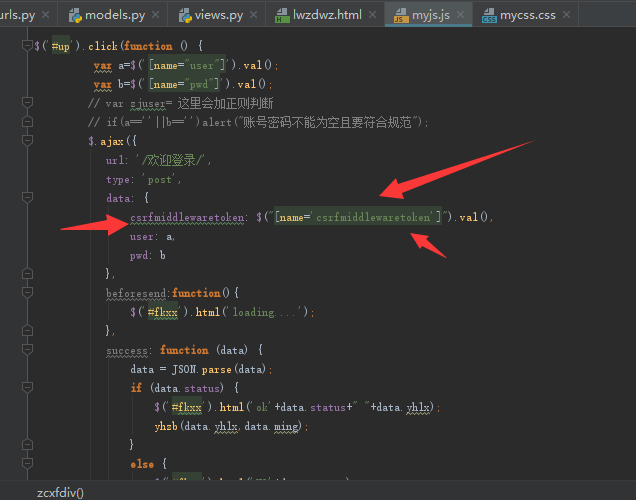 urls.py models.py views.py lwzdwz.html myjs.js mycss.css
$('#up').click(function () {
var a=$('[name="user"]').val();
var b=$('[name="pwd"]').val();
// var zjuser= 这里会加正则判断
// if(a==''||b=='')alert("账号密码不能为空且要符合规范");
$.ajax({
url: '/欢迎登录/',
type: 'post',
data: {
csrfmiddlewaretoken: $("[name='csrfmiddlewaretoken']").val(),
user: a,
pwd: b
},
beforesend:function(){
$('#fkxx').html('loading....');
},
success: function (data) {
data = JSON.parse(data);
if (data.status) {
$('#fkxx').html('ok'+data.status+" "+data.yhlx);
yhzb(data.yhlx,data.ming);
}
else {
zcxfdiv()